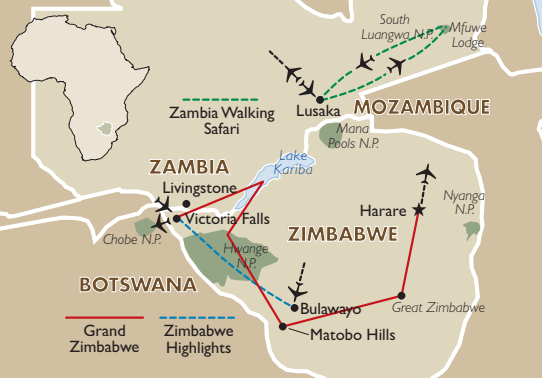 South
Luangwa N.P.
Mfuwe
Lodge
Lusaka
MOZAMBIQUE
Zambia Walking
Safari
Mana
Pools N.P.
Lake
Kariba
ZAMBIA
Livingstone
Victoria Falls
Chobe N.P.
Nyanga
N.P.
Harare
ZIMBABWE
Hwange
N.P.
BOTSWANA
Bulawayo
Great Zimbabwe
Matobo Hills
Grand
Zimbabwe
Zimbabwe
Highlights